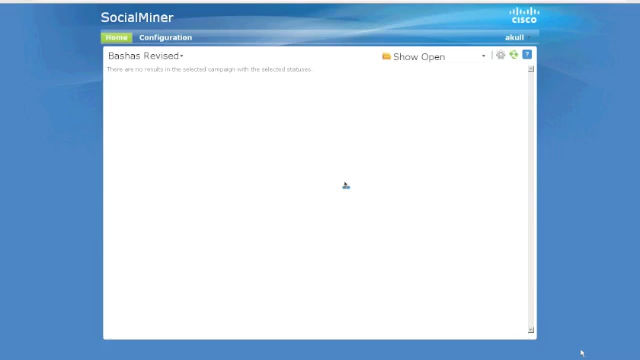 SocialMiner
CISCO
Home Configuration akull
Bashas Revised Show Open ?
There are no results in the selected campaign with the selected statuses.